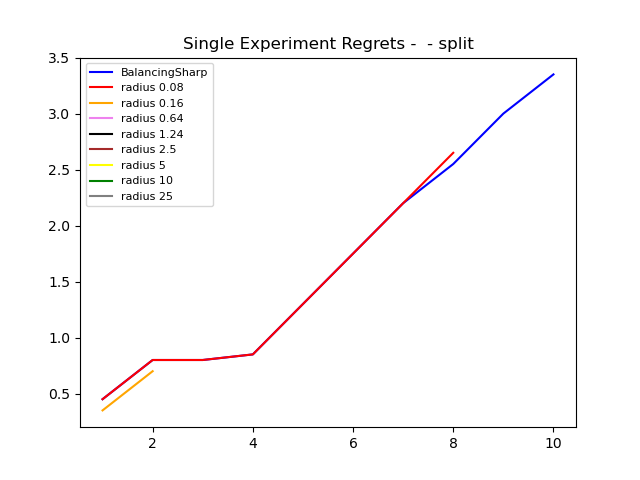 Single Experiment Regrets -  - split
3.5
3.0
2.5
2.0
1.5
1.0
0.5
BalancingSharp
radius 0.08
radius 0.16
radius 0.64
radius 1.24
radius 2.5
radius 5
radius 10
radius 25
2
4
6
8
10